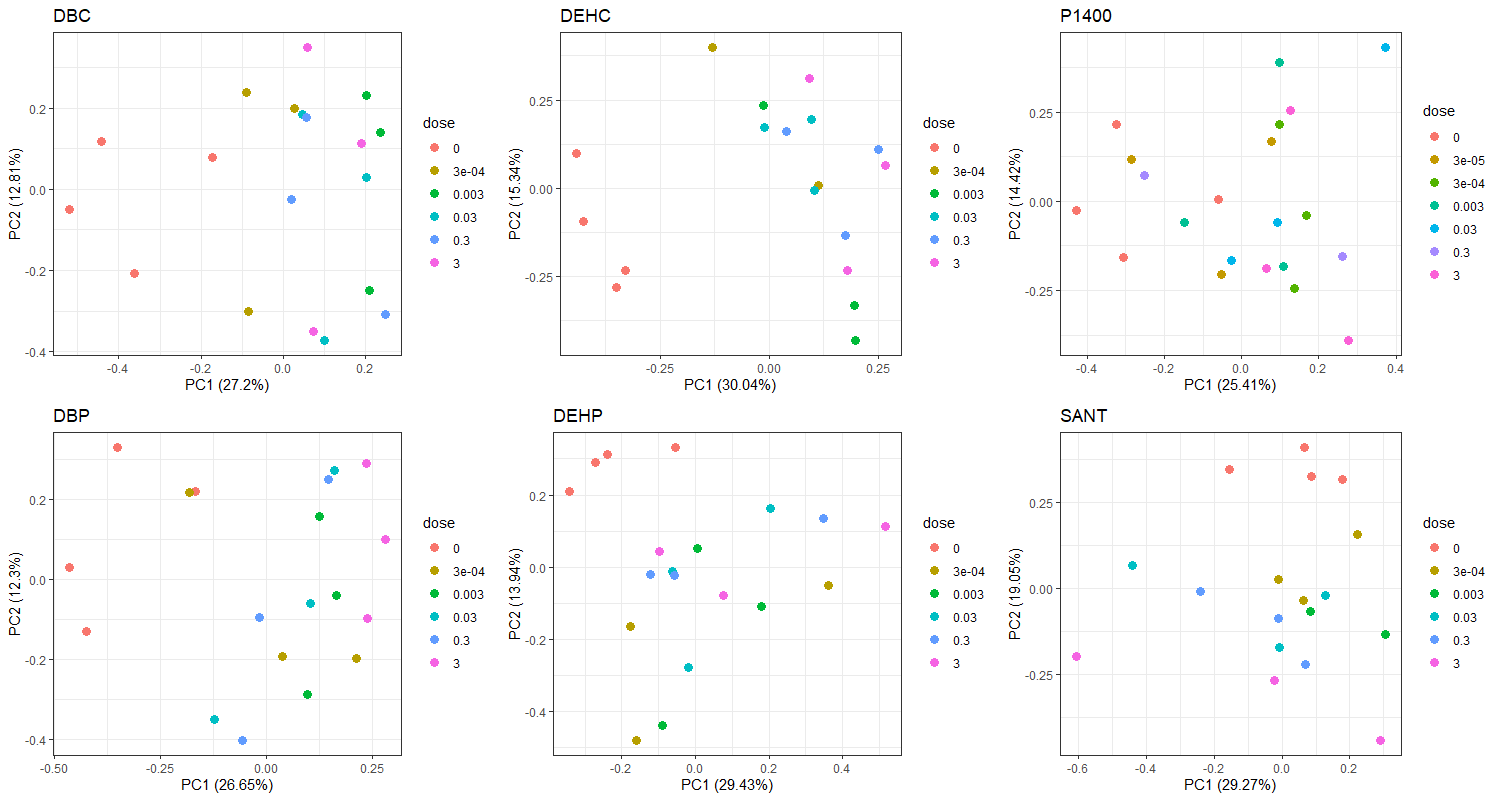 DBC
PC2 (12.81%)
0.2
0.0
-0.2
-0.4
-0.4
-0.2
0.0
0.2
PC1 (27.2%)
dose
0
3e-04
0.003
0.03
0.3
3
DEHC
PC2 (15.34%)
0.25
0.00
-0.25
-0.25
0.00
0.25
PC1 (30.04%)
dose
0
3e-04
0.003
0.03
0.3
3
P1400
PC2 (14.42%)
0.25
0.00
-0.25
-0.4
-0.2
0.0
0.2
0.4
PC1 (25.41%)
dose
0
3e-05
3e-04
0.003
0.03
0.3
3
DBP
PC2 (12.3%)
0.2
0.0
-0.2
-0.4
-0.50
-0.25
0.00
0.25
PC1 (26.65%)
dose
0
3e-04
0.003
0.03
0.3
3
DEHP
PC2 (13.94%)
0.2
0.0
-0.2
-0.4
-0.2
0.0
0.2
0.4
PC1 (29.43%)
dose
0
3e-04
0.003
0.03
0.3
3
SANT
PC2 (19.05%)
0.25
0.00
-0.25
-0.6
-0.4
-0.2
0.0
0.2
PC1 (29.27%)
dose
0
3e-04
0.003
0.03
0.3
3